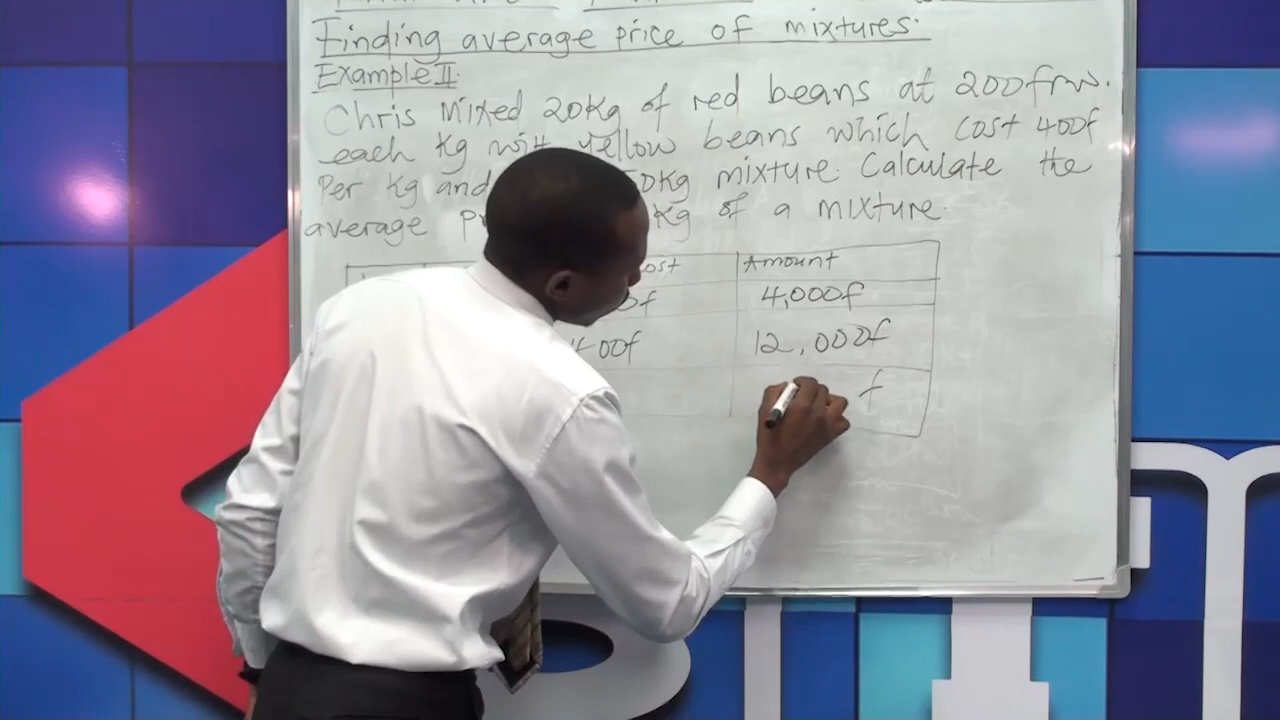 Finding average price of mixtures.
Example II.
Chris Mixed 20Kg of red beans at 200frw.
each Kg with yellow beans which cost 400f
Per Kg and 50Kg mixture. Calculate the
average Kg of a mixture.
Amount
4,000f
400f 12,000f
f